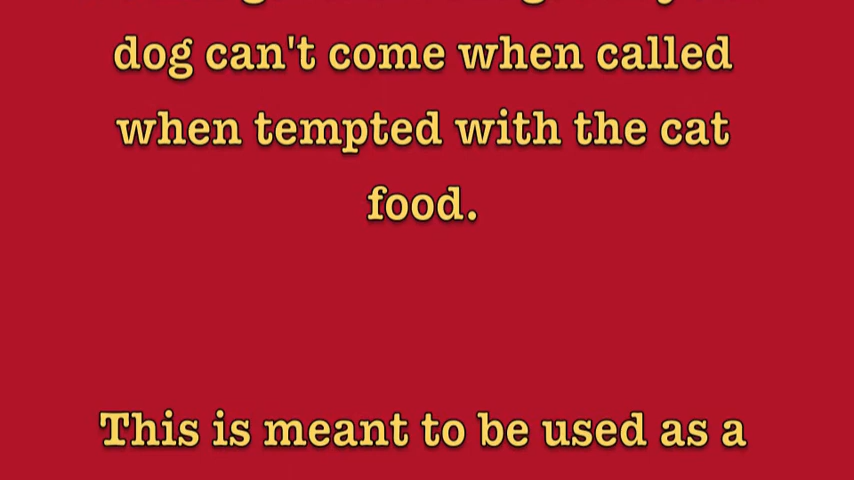 dog can't come when called
when tempted with the cat
food.
This is meant to be used as a